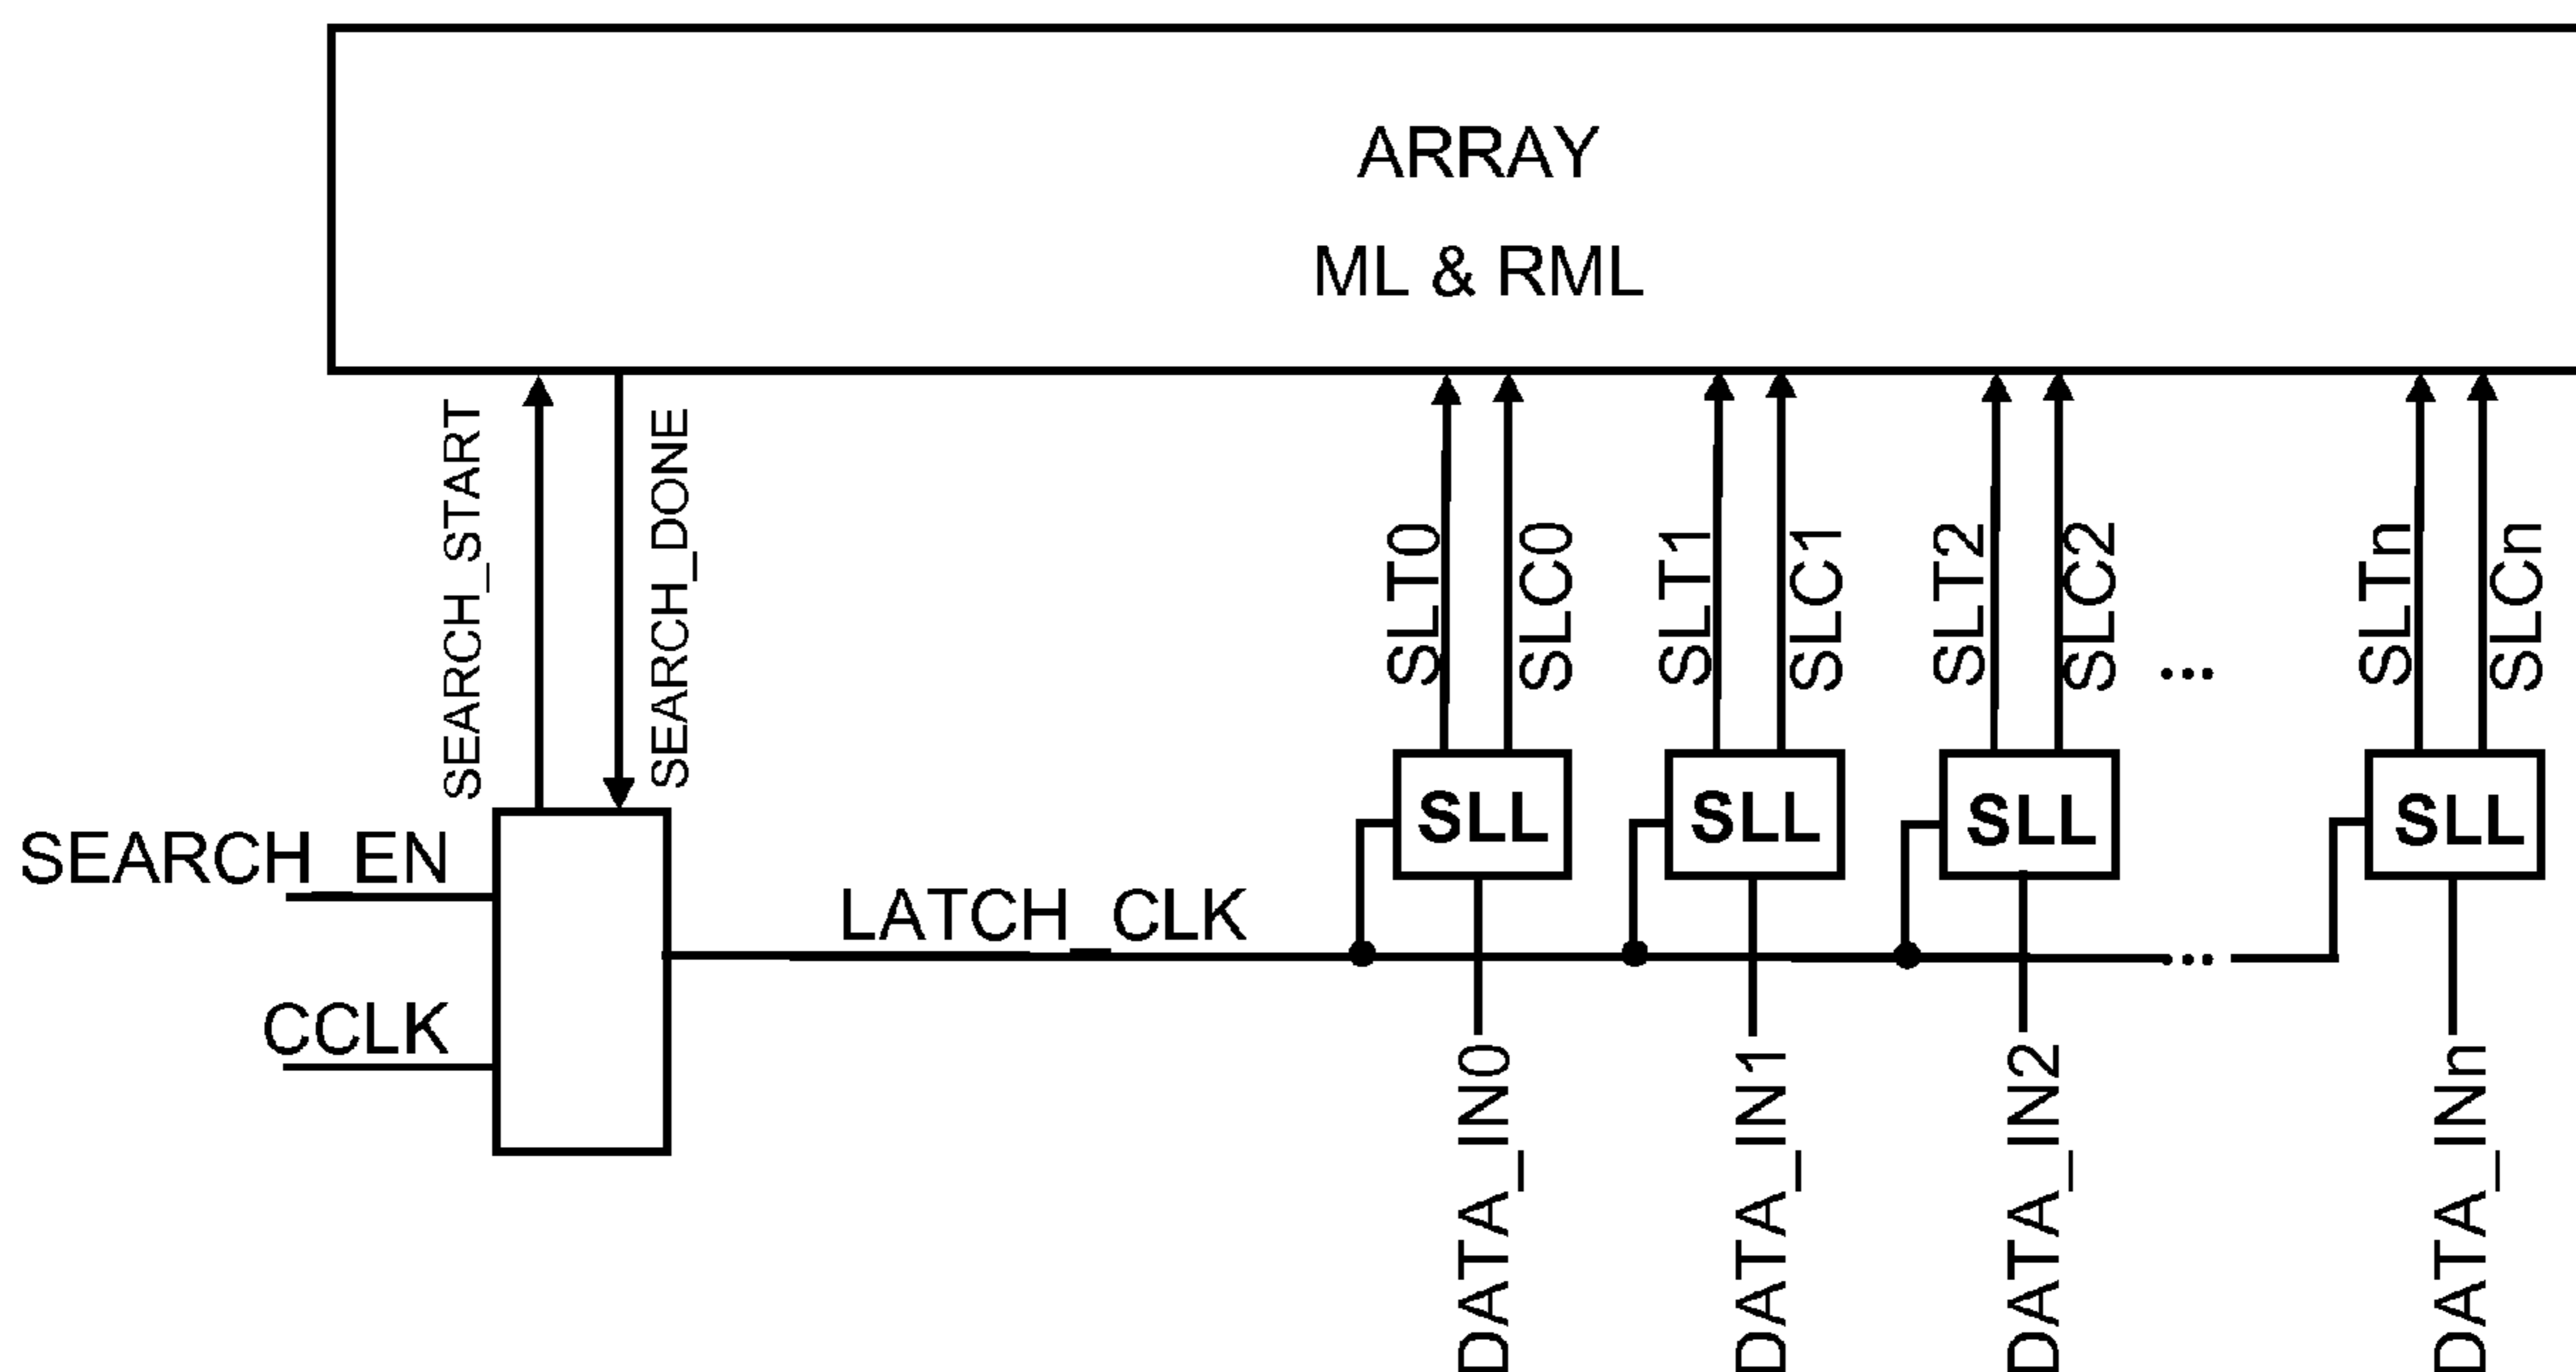 ARRAY
ML & RML
SEARCH_START
SEARCH_DONE
SLT0
SLC0
SLT1
SLC1
SLT2
SLC2
...
SLTn
SLCn
SLL
SLL
SLL
SLL
SEARCH_EN
LATCH_CLK
...
CCLK
DATA_IN0
DATA_IN1
DATA_IN2
DATA_INn